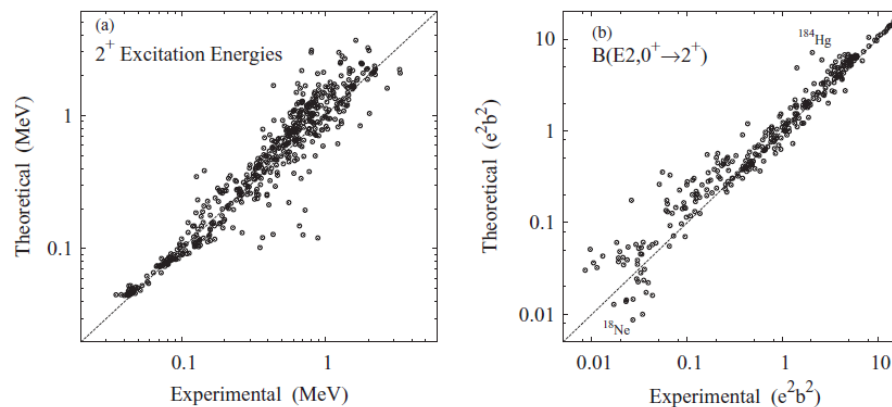 (a)
2⁺ Excitation Energies
Theoretical (MeV)
1
0.1
0.1
1
Experimental (MeV)
(b)
B(E2,0⁺→2⁺)
¹⁸⁴Hg
¹⁸Ne
Theoretical (e²b²)
10
1
0.1
0.01
0.01
0.1
1
10
Experimental (e²b²)